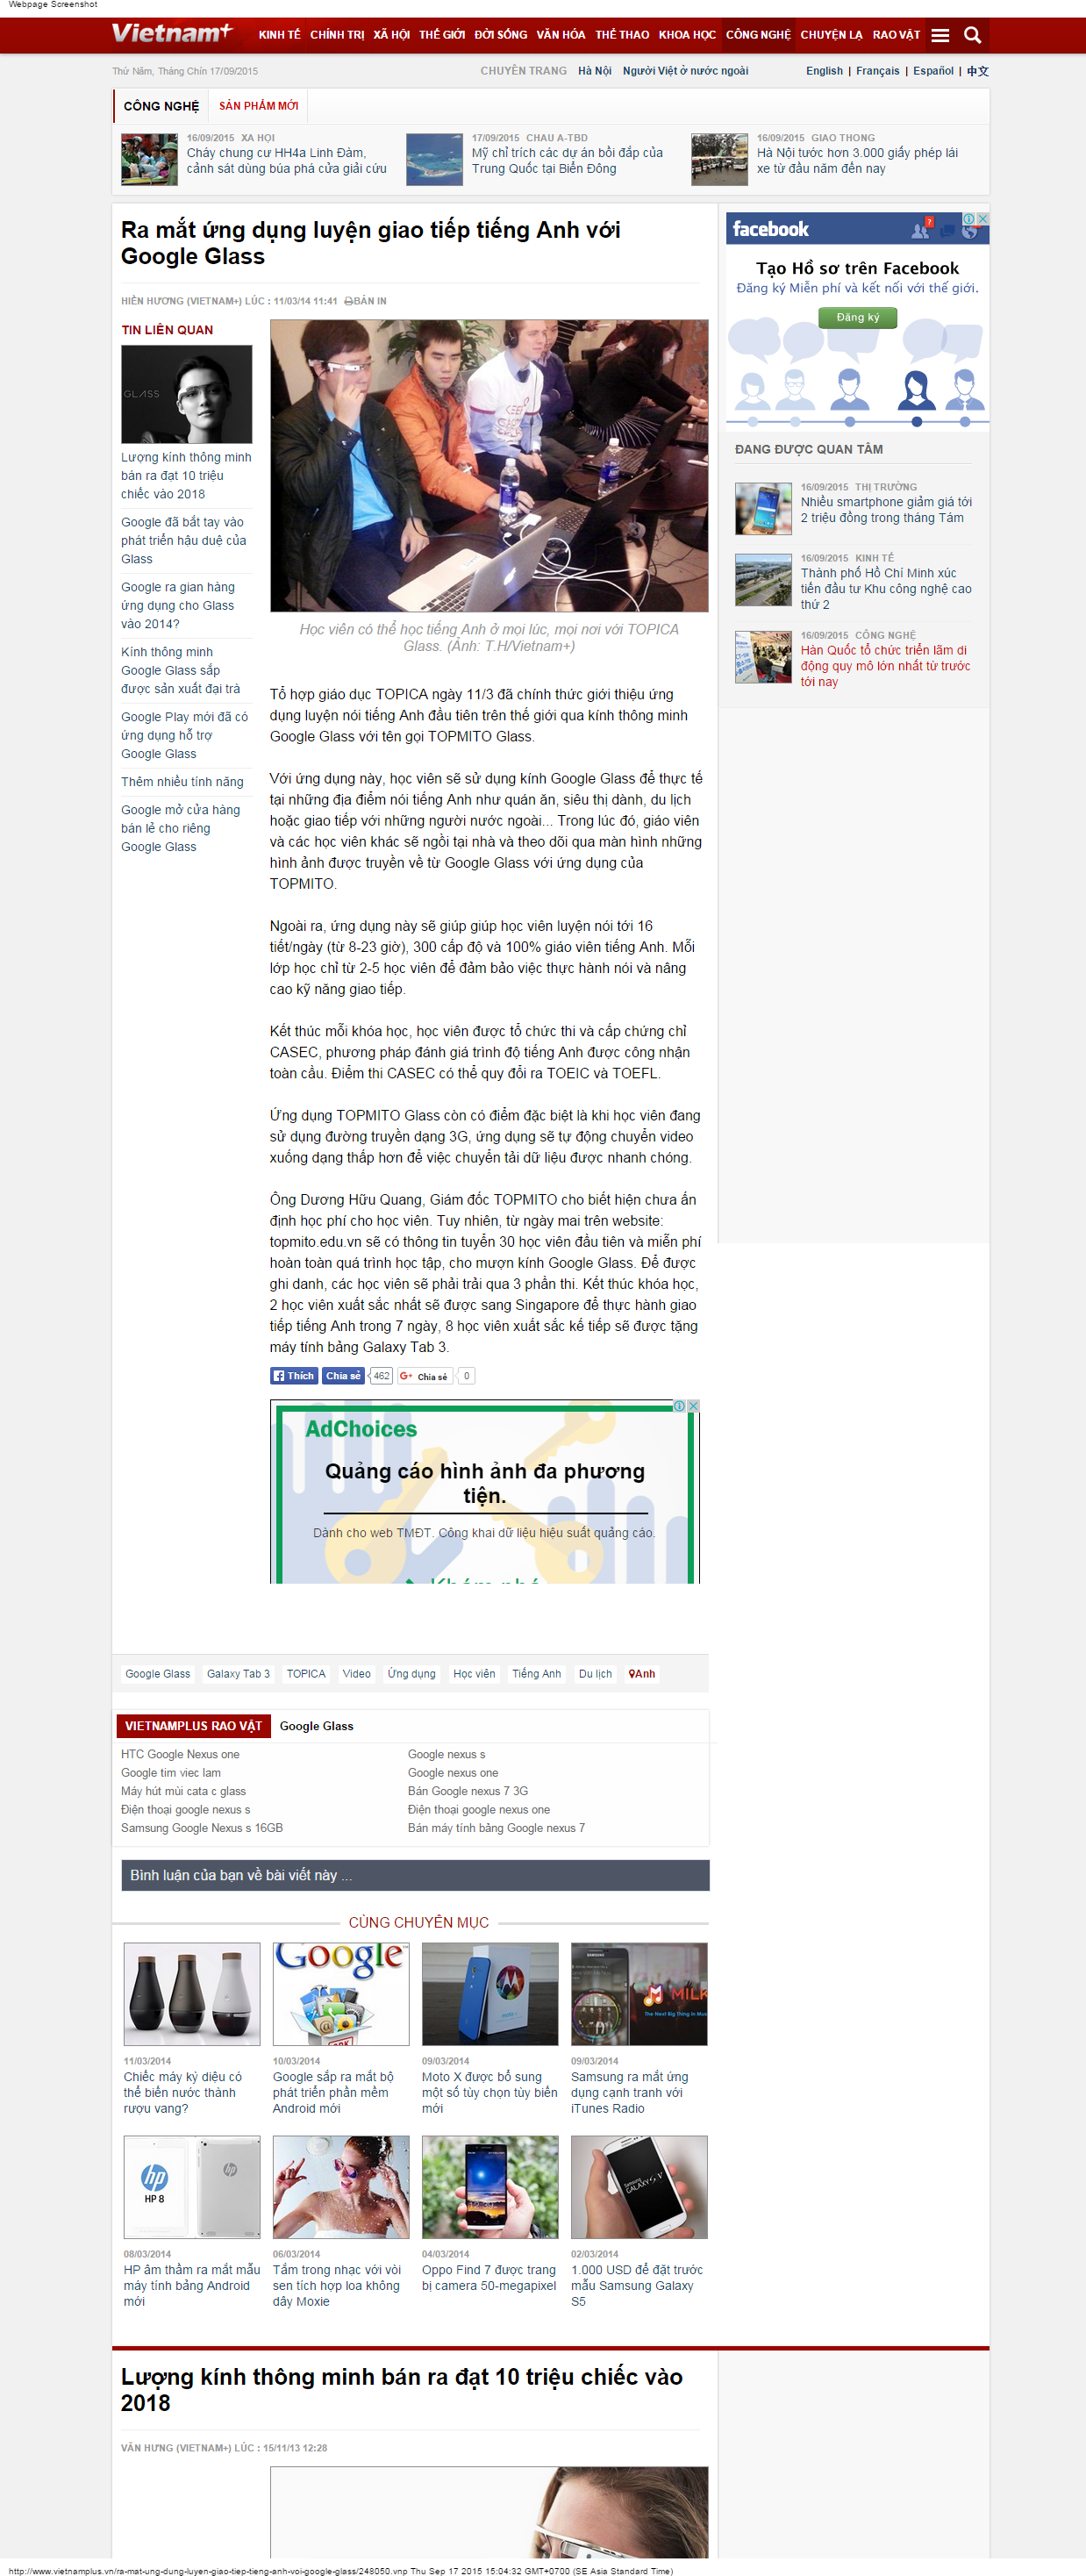 Webpage Screenshot
Vietnam+ KINH TẾ CHÍNH TRỊ XÃ HỘI THẾ GIỚI ĐỜI SỐNG VĂN HÓA THỂ THAO KHOA HỌC CÔNG NGHỆ CHUYỆN LẠ RAO VẶT
Thứ Năm, Tháng Chín 17/09/2015 CHUYÊN TRANG Hà Nội Người Việt ở nước ngoài English | Français | Español | 中文
CÔNG NGHỆ SẢN PHẨM MỚI
16/09/2015 XÃ HỘI
Cháy chung cư HH4a Linh Đàm,
cảnh sát dùng búa phá cửa giải cứu
17/09/2015 CHÂU Á-TBD
Mỹ chỉ trích các dự án bồi đắp của
Trung Quốc tại Biển Đông
16/09/2015 GIAO THÔNG
Hà Nội tước hơn 3.000 giấy phép lái
xe từ đầu năm đến nay
Ra mắt ứng dụng luyện giao tiếp tiếng Anh với
Google Glass
HIỀN HƯƠNG (VIETNAM+) LÚC : 11/03/14 11:41 BẢN IN
TIN LIÊN QUAN
GLASS
Lượng kính thông minh
bán ra đạt 10 triệu
chiếc vào 2018
Google đã bắt tay vào
phát triển hậu duệ của
Glass
Google ra gian hàng
ứng dụng cho Glass
vào 2014?
Kính thông minh
Google Glass sắp
được sản xuất đại trà
Google Play mới đã có
ứng dụng hỗ trợ
Google Glass
Thêm nhiều tính năng
Google mở cửa hàng
bán lẻ cho riêng
Google Glass
Học viên có thể học tiếng Anh ở mọi lúc, mọi nơi với TOPICA
Glass. (Ảnh: T.H/Vietnam+)
Tổ hợp giáo dục TOPICA ngày 11/3 đã chính thức giới thiệu ứng
dụng luyện nói tiếng Anh đầu tiên trên thế giới qua kính thông minh
Google Glass với tên gọi TOPMITO Glass.
Với ứng dụng này, học viên sẽ sử dụng kính Google Glass để thực tế
tại những địa điểm nói tiếng Anh như quán ăn, siêu thị dành, du lịch
hoặc giao tiếp với những người nước ngoài... Trong lúc đó, giáo viên
và các học viên khác sẽ ngồi tại nhà và theo dõi qua màn hình những
hình ảnh được truyền về từ Google Glass với ứng dụng của
TOPMITO.
Ngoài ra, ứng dụng này sẽ giúp giúp học viên luyện nói tới 16
tiết/ngày (từ 8-23 giờ), 300 cấp độ và 100% giáo viên tiếng Anh. Mỗi
lớp học chỉ từ 2-5 học viên để đảm bảo việc thực hành nói và nâng
cao kỹ năng giao tiếp.
Kết thúc mỗi khóa học, học viên được tổ chức thi và cấp chứng chỉ
CASEC, phương pháp đánh giá trình độ tiếng Anh được công nhận
toàn cầu. Điểm thi CASEC có thể quy đổi ra TOEIC và TOEFL.
Ứng dụng TOPMITO Glass còn có điểm đặc biệt là khi học viên đang
sử dụng đường truyền dạng 3G, ứng dụng sẽ tự động chuyển video
xuống dạng thấp hơn để việc chuyển tải dữ liệu được nhanh chóng.
Ông Dương Hữu Quang, Giám đốc TOPMITO cho biết hiện chưa ấn
định học phí cho học viên. Tuy nhiên, từ ngày mai trên website:
topmito.edu.vn sẽ có thông tin tuyển 30 học viên đầu tiên và miễn phí
hoàn toàn quá trình học tập, cho mượn kính Google Glass. Để được
ghi danh, các học viên sẽ phải trải qua 3 phần thi. Kết thúc khóa học,
2 học viên xuất sắc nhất sẽ được sang Singapore để thực hành giao
tiếp tiếng Anh trong 7 ngày, 8 học viên xuất sắc kế tiếp sẽ được tặng
máy tính bảng Galaxy Tab 3.
Thích Chia sẻ 462 G+ Chia sẻ 0
AdChoices
Quảng cáo hình ảnh đa phương
tiện.
Dành cho web TMĐT. Công khai dữ liệu hiệu suất quảng cáo.
facebook
Tạo Hồ sơ trên Facebook
Đăng ký Miễn phí và kết nối với thế giới.
Đăng ký
ĐANG ĐƯỢC QUAN TÂM
16/09/2015 THỊ TRƯỜNG
Nhiều smartphone giảm giá tới
2 triệu đồng trong tháng Tám
16/09/2015 KINH TẾ
Thành phố Hồ Chí Minh xúc
tiến đầu tư Khu công nghệ cao
thứ 2
16/09/2015 CÔNG NGHỆ
Hàn Quốc tổ chức triển lãm di
động quy mô lớn nhất từ trước
tới nay
Google Glass Galaxy Tab 3 TOPICA Video Ứng dụng Học viên Tiếng Anh Du lịch Anh
VIETNAMPLUS RAO VẶT Google Glass
HTC Google Nexus one
Google tim viec lam
Máy hút mùi cata c glass
Điện thoại google nexus s
Samsung Google Nexus s 16GB
Google nexus s
Google nexus one
Bán Google nexus 7 3G
Điện thoại google nexus one
Bán máy tính bảng Google nexus 7
Bình luận của bạn về bài viết này ...
CÙNG CHUYÊN MỤC
Google
MILK
The Next Big Thing in Music
11/03/2014
Chiếc máy kỳ diệu có
thể biến nước thành
rượu vang?
10/03/2014
Google sắp ra mắt bộ
phát triển phần mềm
Android mới
09/03/2014
Moto X được bổ sung
một số tùy chọn tùy biến
mới
09/03/2014
Samsung ra mắt ứng
dụng cạnh tranh với
iTunes Radio
hp
HP 8
SAMSUNG
GALAXY S V
08/03/2014
HP âm thầm ra mắt mẫu
máy tính bảng Android
mới
06/03/2014
Tắm trong nhạc với vòi
sen tích hợp loa không
dây Moxie
04/03/2014
Oppo Find 7 được trang
bị camera 50-megapixel
02/03/2014
1.000 USD để đặt trước
mẫu Samsung Galaxy
S5
Lượng kính thông minh bán ra đạt 10 triệu chiếc vào
2018
VĂN HƯNG (VIETNAM+) LÚC : 15/11/13 12:28
http://www.vietnamplus.vn/ra-mat-ung-dung-luyen-giao-tiep-tieng-anh-voi-google-glass/248050.vnp Thu Sep 17 2015 15:04:32 GMT+0700 (SE Asia Standard Time)